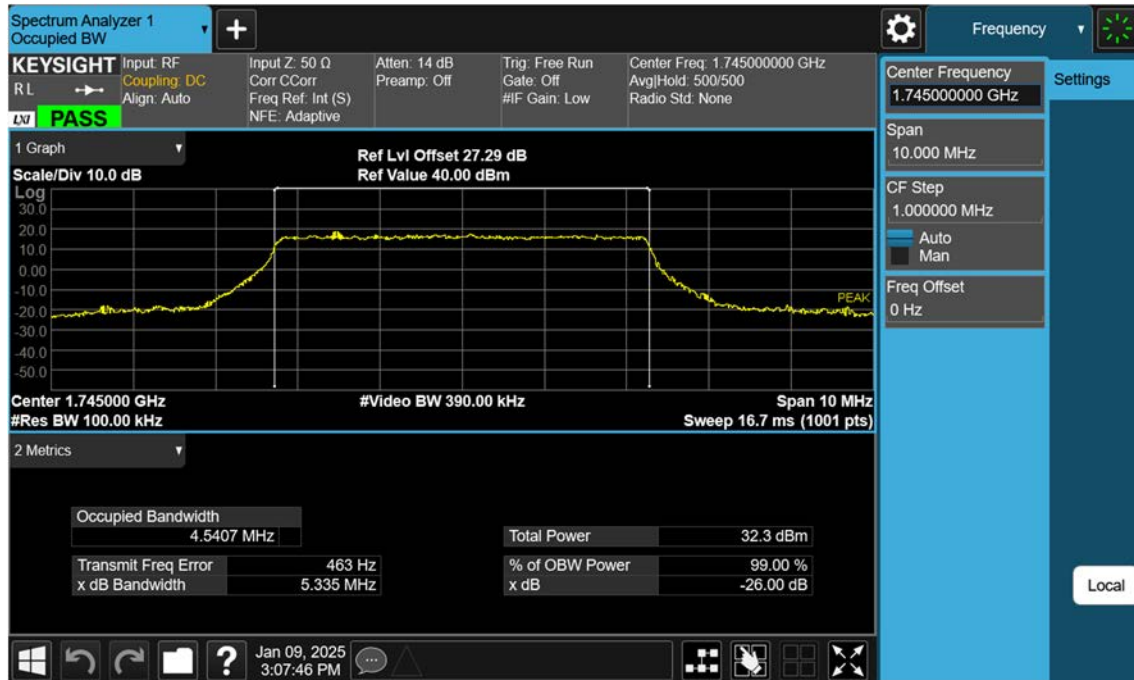 Spectrum Analyzer 1
Occupied BW
+
Frequency
KEYSIGHT
RL
LXI
PASS
Input: RF
Coupling: DC
Align: Auto
Input Z: 50 Ω
Corr CCorr
Freq Ref: Int (S)
NFE: Adaptive
Atten: 14 dB
Preamp: Off
Trig: Free Run
Gate: Off
#IF Gain: Low
Center Freq: 1.745000000 GHz
Avg|Hold: 500/500
Radio Std: None
Center Frequency
1.745000000 GHz
Settings
Span
10.000 MHz
CF Step
1.000000 MHz
Auto
Man
Freq Offset
0 Hz
Local
1 Graph
Scale/Div 10.0 dB
Ref Lvl Offset 27.29 dB
Ref Value 40.00 dBm
Log
30.0
20.0
10.0
0.00
-10.0
-20.0
-30.0
-40.0
-50.0
PEAK
Center 1.745000 GHz
#Video BW 390.00 kHz
Span 10 MHz
#Res BW 100.00 kHz
Sweep 16.7 ms (1001 pts)
2 Metrics
Occupied Bandwidth
4.5407 MHz
Total Power 32.3 dBm
Transmit Freq Error 463 Hz
% of OBW Power 99.00 %
x dB Bandwidth 5.335 MHz
x dB -26.00 dB
?
Jan 09, 2025
3:07:46 PM